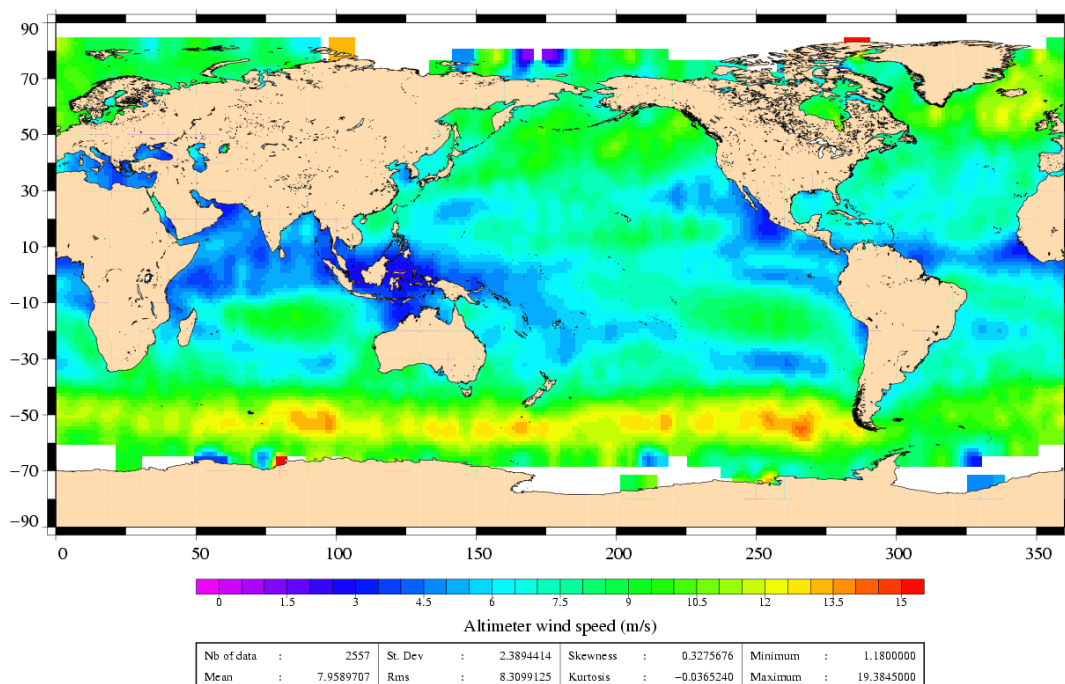 90
70
50
30
10
−10
−30
−50
−70
−90
0 50 100 150 200 250 300 350
0 1.5 3 4.5 6 7.5 9 10.5 12 13.5 15
Altimeter wind speed (m/s)
Nb of data : 2557 St. Dev : 2.3894414 Skewness : 0.3275676 Minimum : 1.1800000
Mean : 7.9589707 Rms : 8.3099125 Kurtosis : −0.0365240 Maximum : 19.3845000